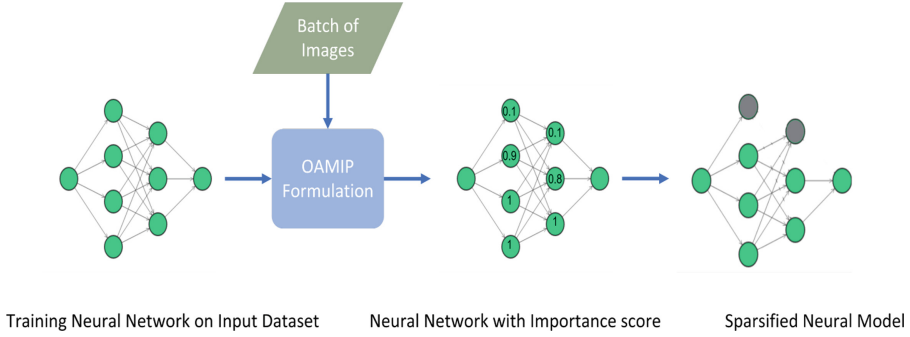 Batch of
Images
OAMIP
Formulation
0.1
0.1
0.9
0.8
1
1
1
Training Neural Network on Input Dataset
Neural Network with Importance score
Sparsified Neural Model